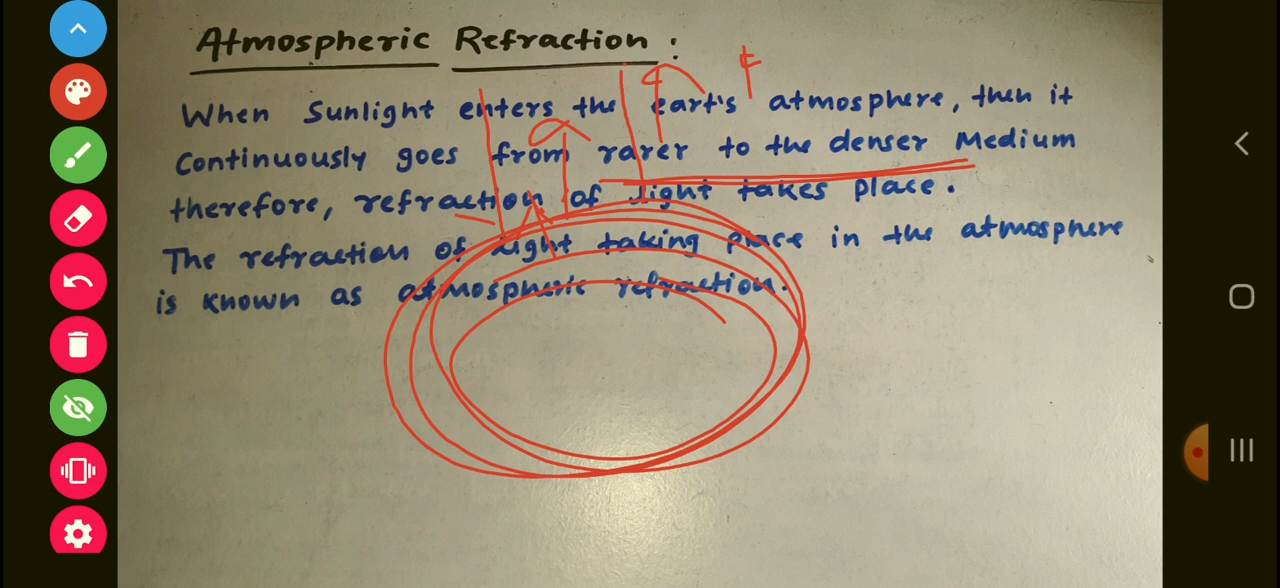 Atmospheric Refraction :
When Sunlight enters the eart's atmosphere, then it
Continuously goes from rarer to the denser Medium
therefore, refraction of light takes place.
The refraction of light taking place in the atmosphere
is known as atmospheric refraction.